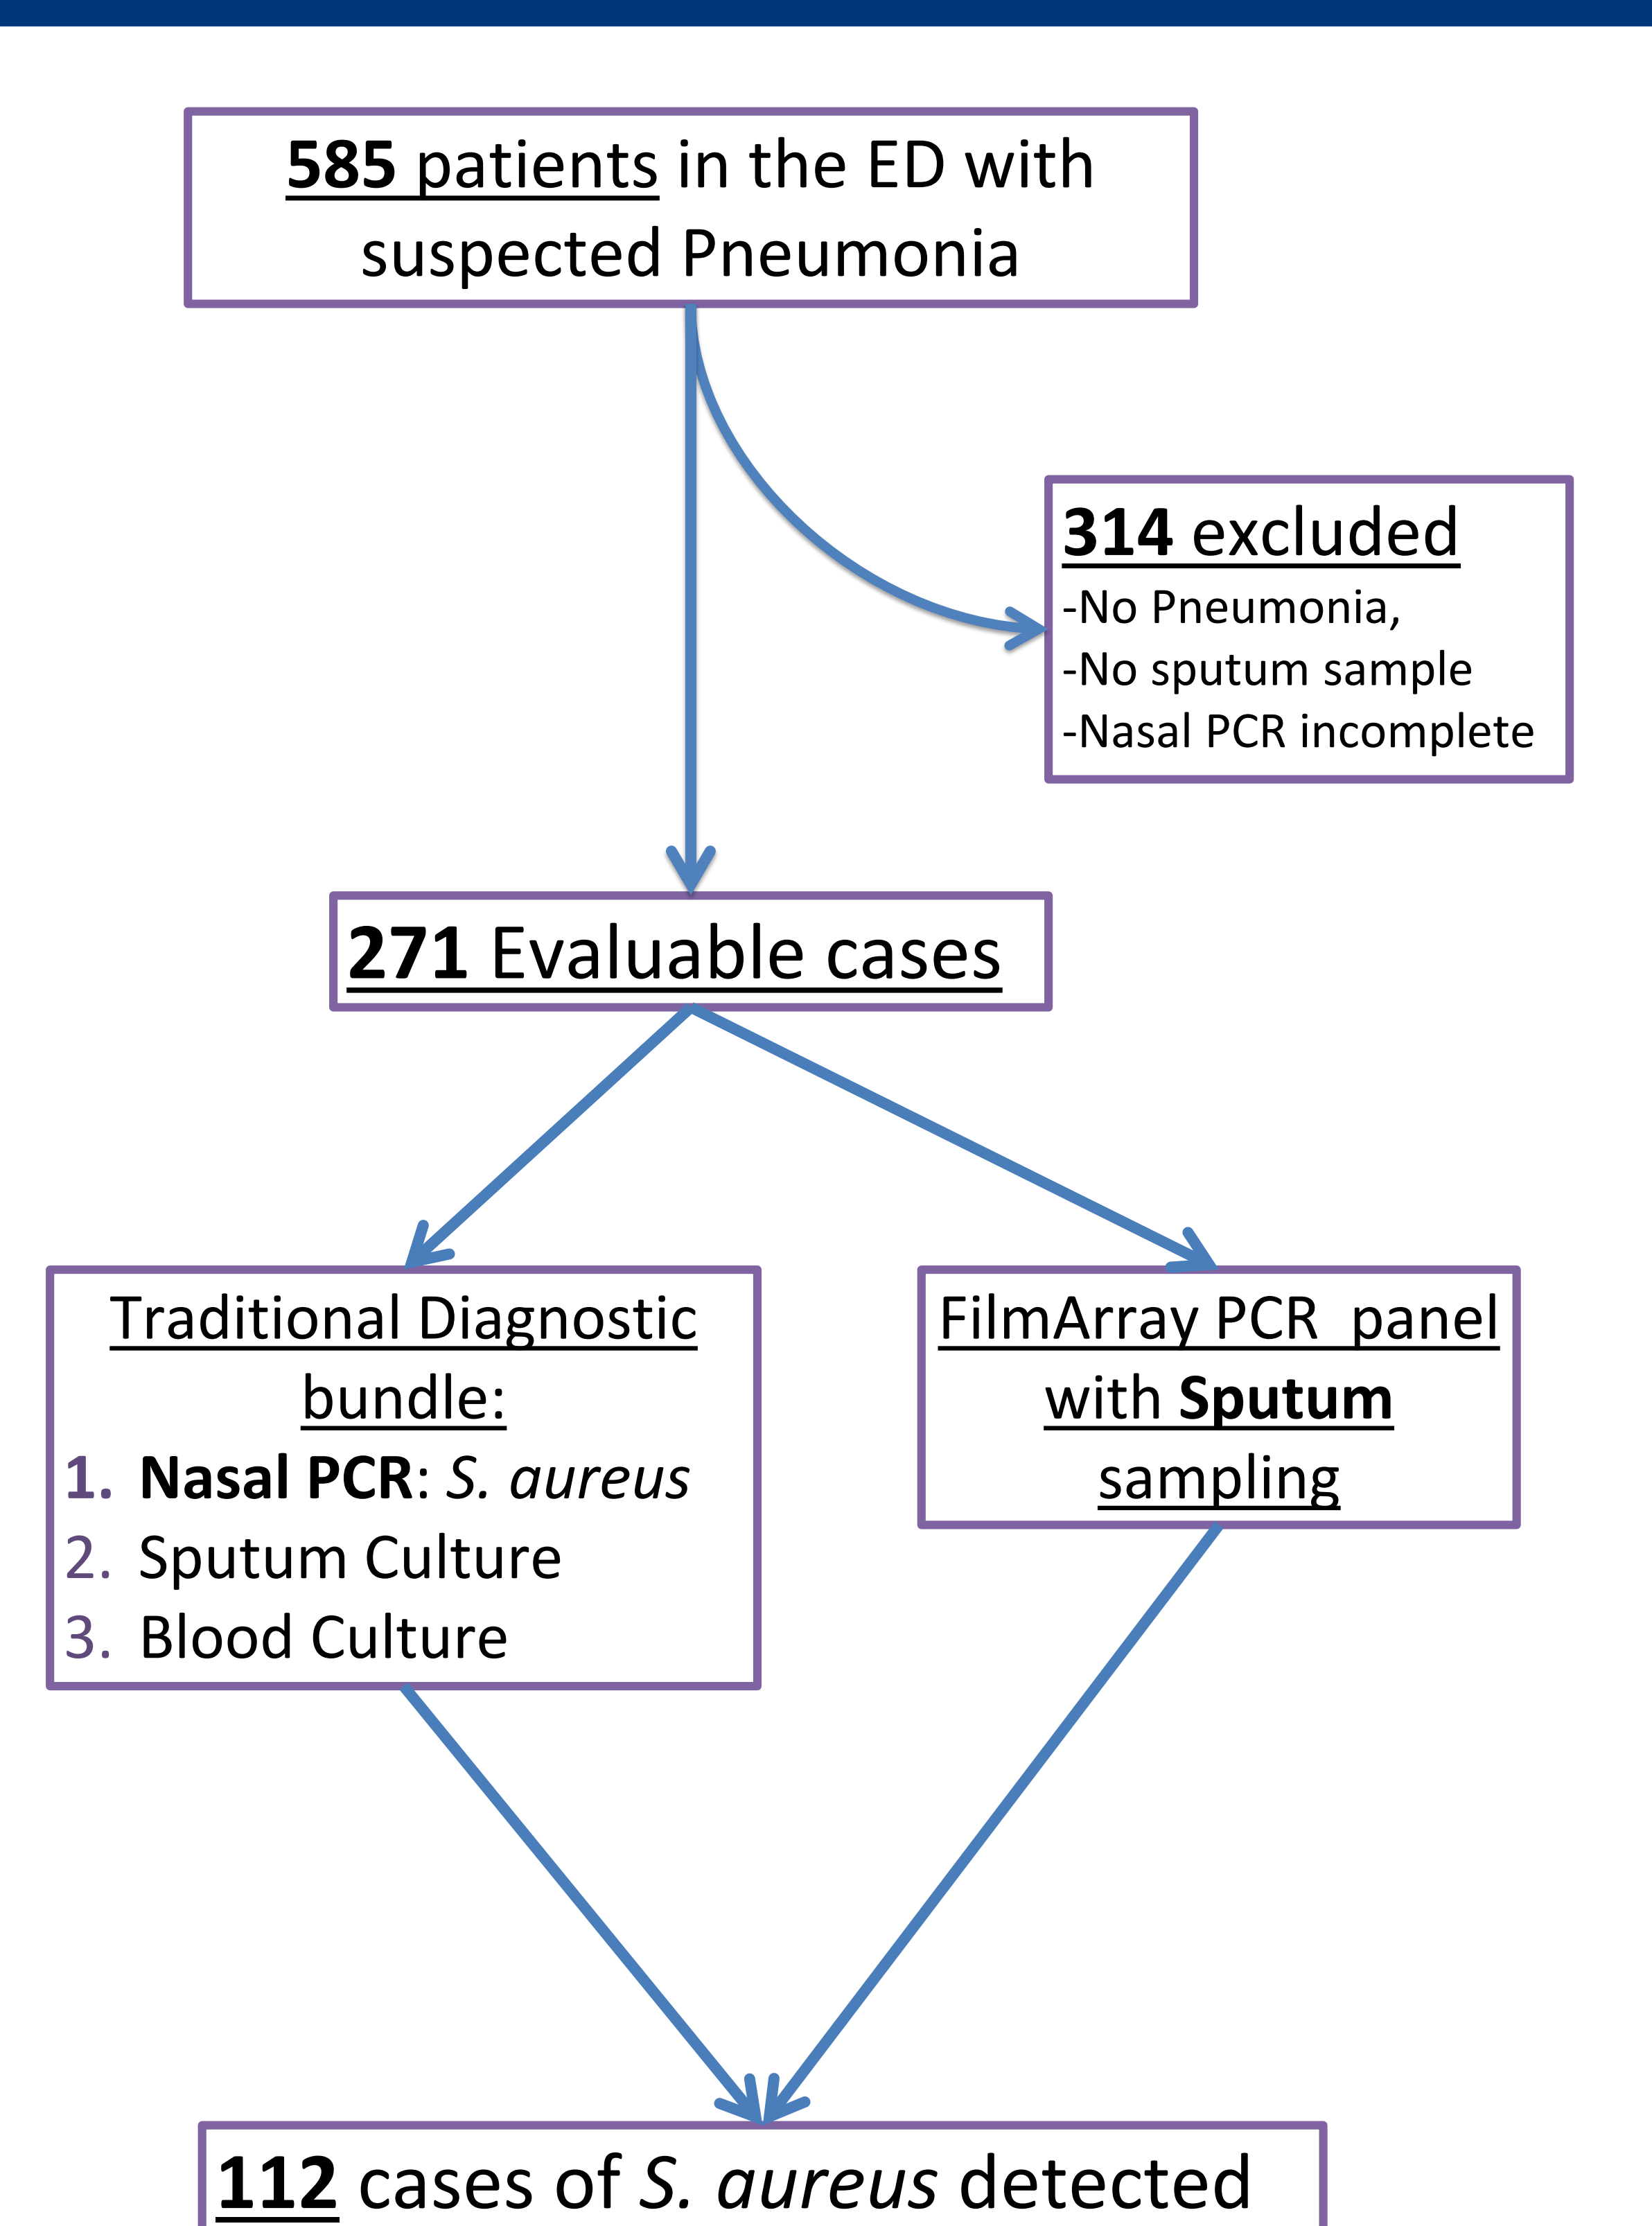 585 patients in the ED with
suspected Pneumonia
314 excluded
-No Pneumonia,
-No sputum sample
-Nasal PCR incomplete
271 Evaluable cases
Traditional Diagnostic
bundle:
1. Nasal PCR: S. aureus
2. Sputum Culture
3. Blood Culture
FilmArray PCR panel
with Sputum
sampling
112 cases of S. aureus detected